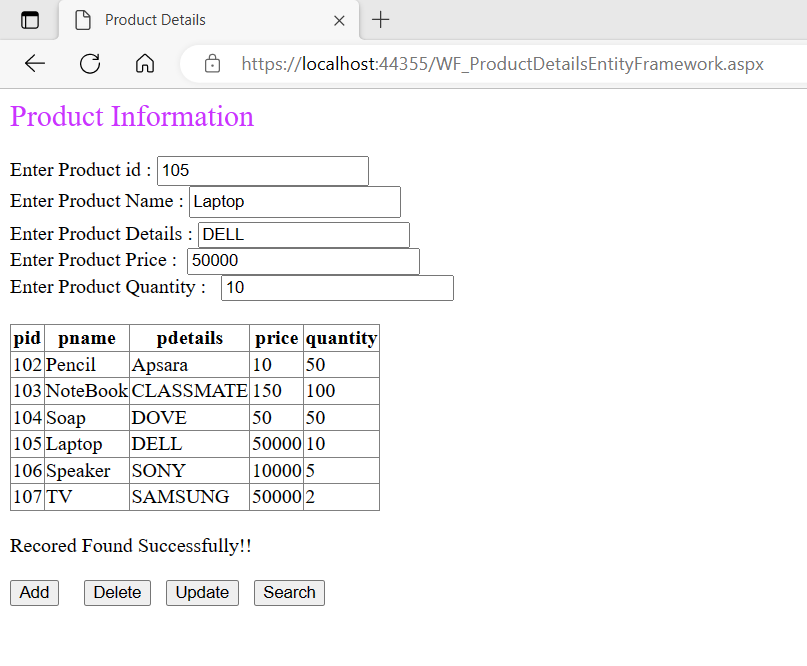 Product Details
https://localhost:44355/WF_ProductDetailsEntityFramework.aspx
Product Information
Enter Product id : 105
Enter Product Name : Laptop
Enter Product Details : DELL
Enter Product Price : 50000
Enter Product Quantity : 10
pid pname pdetails price quantity
102 Pencil Apsara 10 50
103 NoteBook CLASSMATE 150 100
104 Soap DOVE 50 50
105 Laptop DELL 50000 10
106 Speaker SONY 10000 5
107 TV SAMSUNG 50000 2
Recored Found Successfully!!
Add Delete Update Search